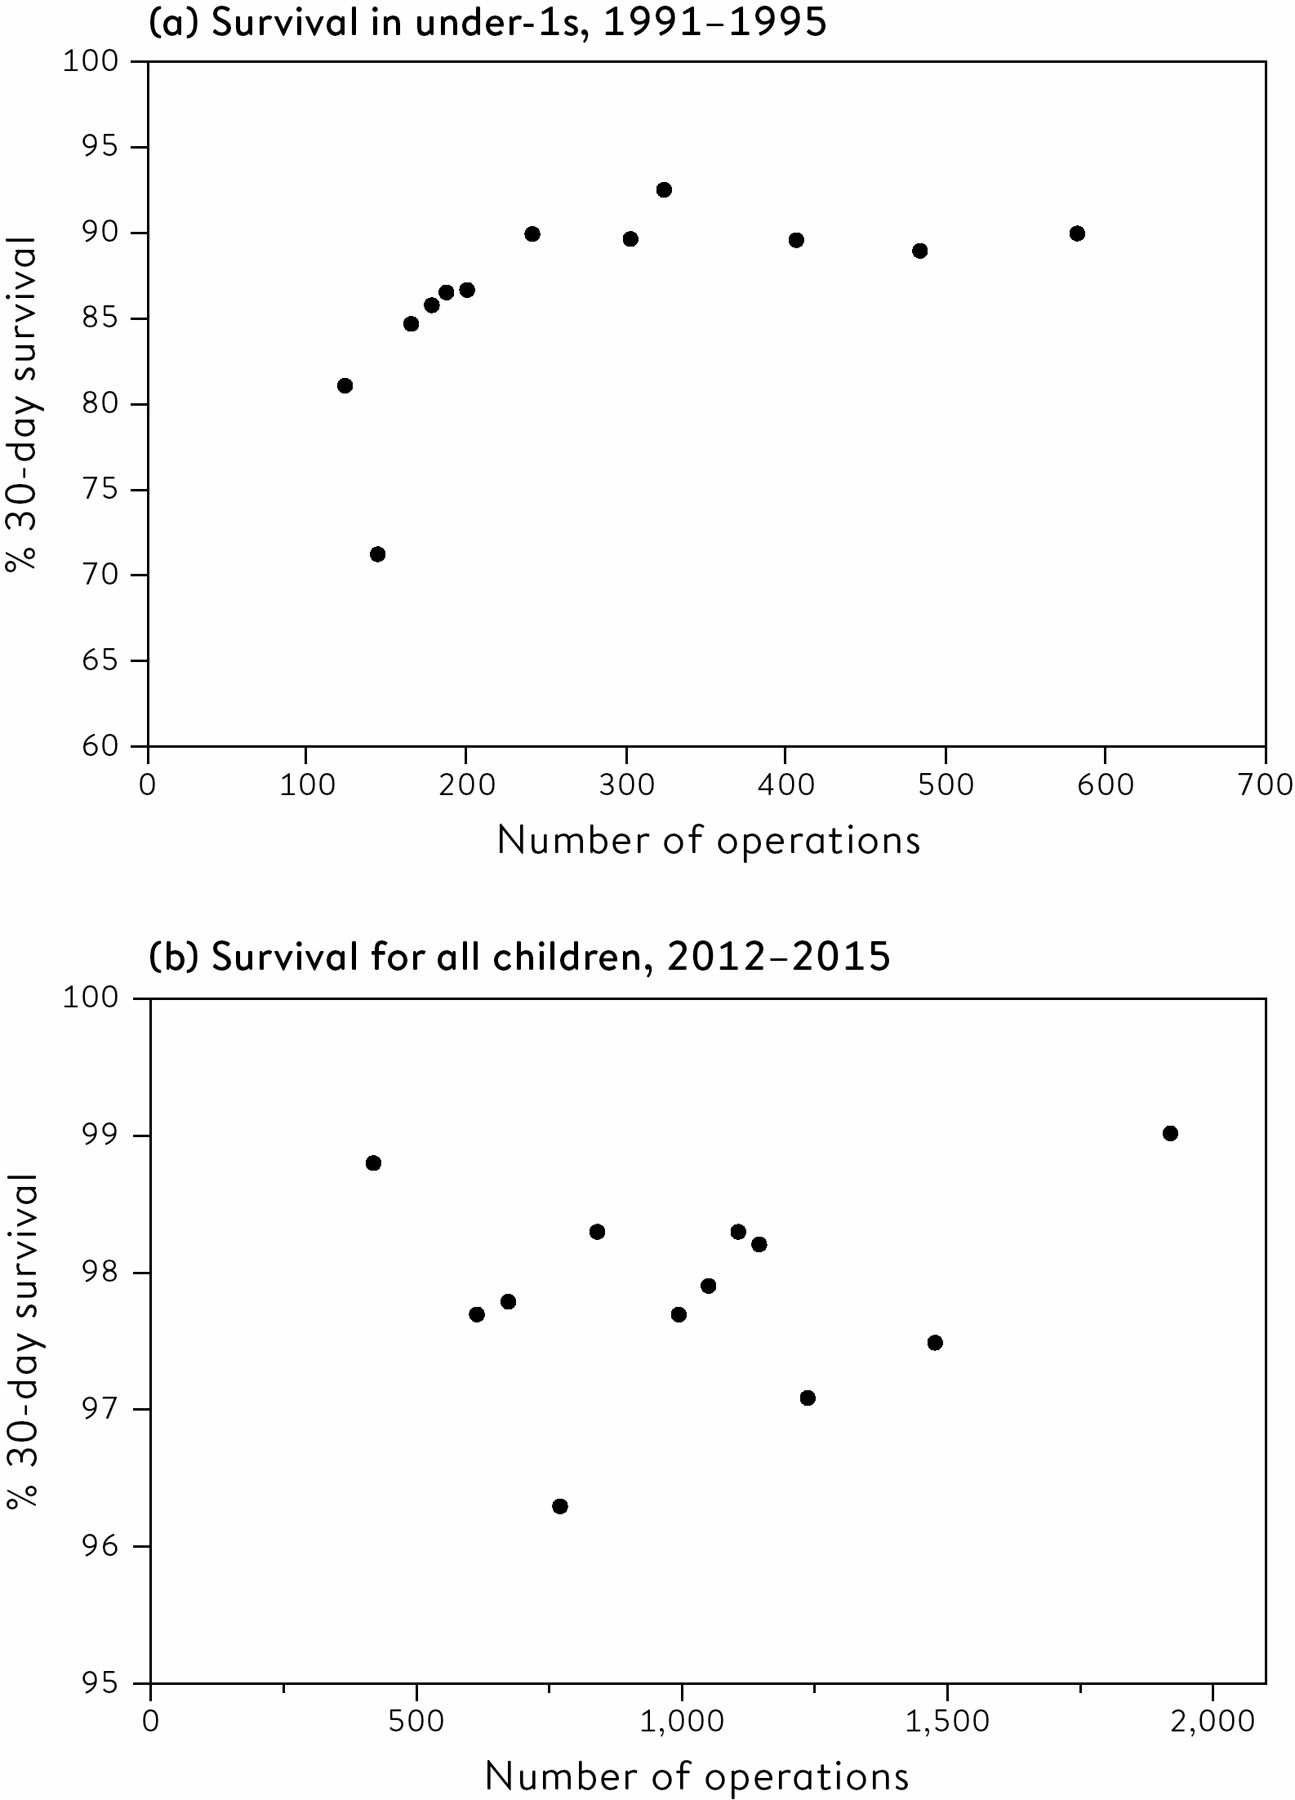 (a) Survival in under-1s, 1991–1995
100
95
90
85
80
75
70
65
60
% 30-day survival
0 100 200 300 400 500 600 700
Number of operations
(b) Survival for all children, 2012–2015
100
99
98
97
96
95
% 30-day survival
0 500 1,000 1,500 2,000
Number of operations